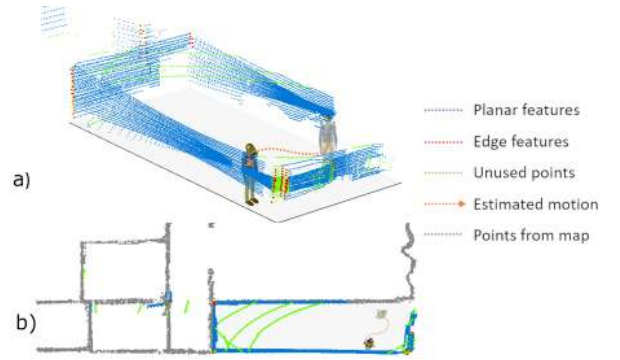 Planar features
Edge features
a)
Unused points
Estimated motion
Points from map
b)